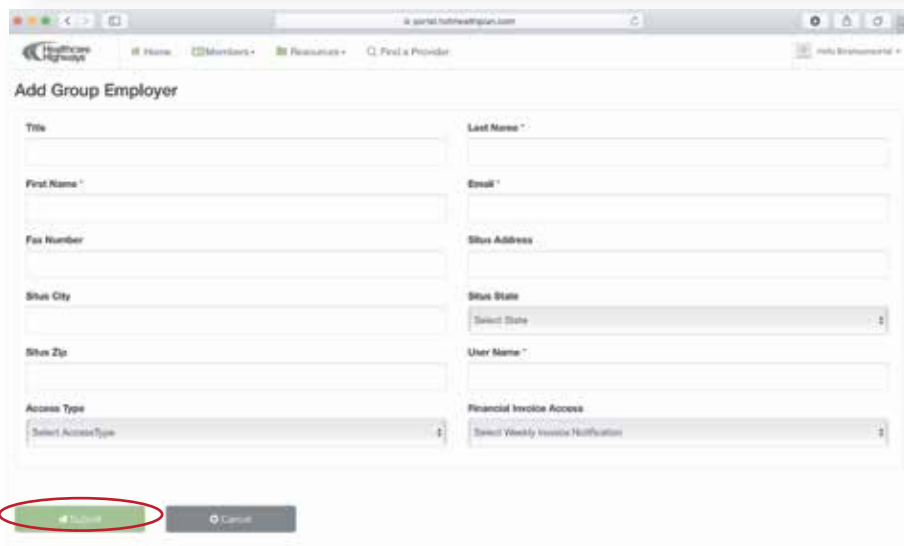 Healthcare Highways
Home Members Resources Find a Provider Hello
Add Group Employer
Title
Last Name *
First Name *
Email *
Fax Number
Situs Address
Situs City
Situs State
Select State
Situs Zip
User Name *
Access Type
Financial Invoice Access
Select AccessType
Select Weekly Invoice Notification
Submit Cancel